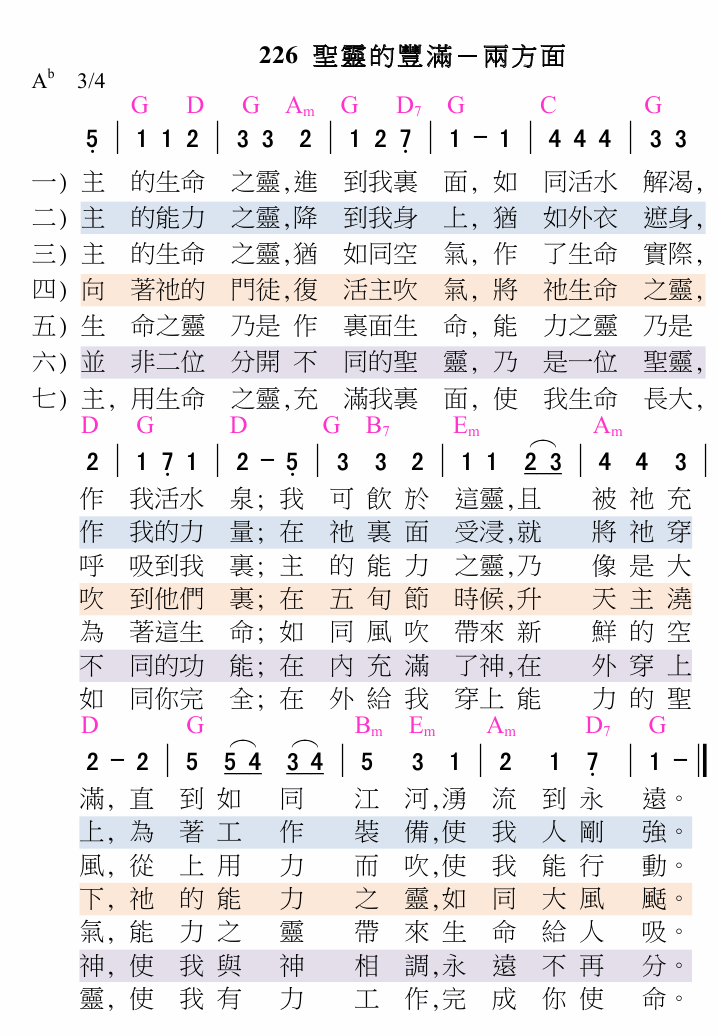 226 聖靈的豐滿－兩方面
A♭ 3/4
G D G Am G D7 G C G
5 | 1 1 2 | 3 3 2 | 1 2 7 | 1 - 1 | 4 4 4 | 3 3
一) 主 的生命 之靈,進 到我裏 面, 如 同活水 解渴,
二) 主 的能力 之靈,降 到我身 上, 猶 如外衣 遮身,
三) 主 的生命 之靈,猶 如同空 氣, 作 了生命 實際,
四) 向 著祂的 門徒,復 活主吹 氣, 將 祂生命 之靈,
五) 生 命之靈 乃是 作 裏面生 命, 能 力之靈 乃是
六) 並 非二位 分開 不 同的聖 靈, 乃 是一位 聖靈,
七) 主, 用生命 之靈,充 滿我裏 面, 使 我生命 長大,
D G D G B7 Em Am
2 | 1 7 1 | 2 - 5 | 3 3 2 | 1 1 2 3 | 4 4 3 |
作 我活水 泉; 我 可 飲 於 這靈,且 被 祂 充
作 我的力 量; 在 祂 裏 面 受浸,就 將 祂 穿
呼 吸到我 裏; 主 的 能 力 之靈,乃 像 是 大
吹 到他們 裏; 在 五 旬 節 時候,升 天 主 澆
為 著這生 命; 如 同 風 吹 帶來 新 鮮 的 空
不 同的功 能; 在 內 充 滿 了神,在 外 穿 上
如 同你完 全; 在 外 給 我 穿上 能 力 的 聖
D G Bm Em Am D7 G
2 - 2 | 5 5 4 3 4 | 5 3 1 | 2 1 7 | 1 - ‖
滿, 直 到 如 同 江 河,湧 流 到 永 遠。
上, 為 著 工 作 裝 備,使 我 人 剛 強。
風, 從 上 用 力 而 吹,使 我 能 行 動。
下, 祂 的 能 力 之 靈,如 同 大 風 颳。
氣, 能 力 之 靈 帶 來 生 命 給 人 吸。
神, 使 我 與 神 相 調,永 遠 不 再 分。
靈, 使 我 有 力 工 作,完 成 你 使 命。